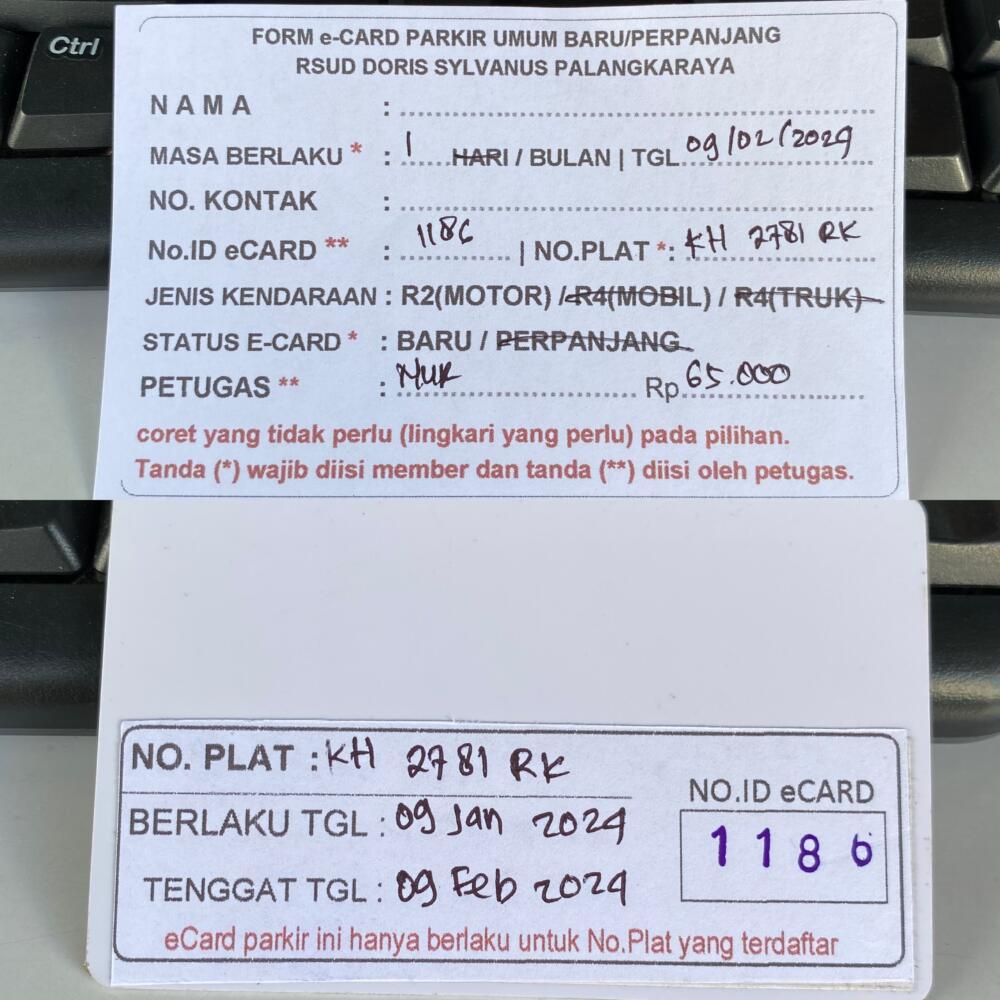 Ctrl
FORM e-CARD PARKIR UMUM BARU/PERPANJANG
RSUD DORIS SYLVANUS PALANGKARAYA
NAMA :
MASA BERLAKU * : 1 HARI / BULAN | TGL 09/02/2024
NO. KONTAK :
No.ID eCARD ** : 1186 | NO.PLAT *: KH 2781 RK
JENIS KENDARAAN : R2(MOTOR) / R4(MOBIL) / R4(TRUK)
STATUS E-CARD * : BARU / PERPANJANG
PETUGAS ** : MUR Rp 65.000
coret yang tidak perlu (lingkari yang perlu) pada pilihan.
Tanda (*) wajib diisi member dan tanda (**) diisi oleh petugas.
NO. PLAT : KH 2781 RK
BERLAKU TGL : 09 Jan 2024
TENGGAT TGL : 09 Feb 2024
NO.ID eCARD
1186
eCard parkir ini hanya berlaku untuk No.Plat yang terdaftar